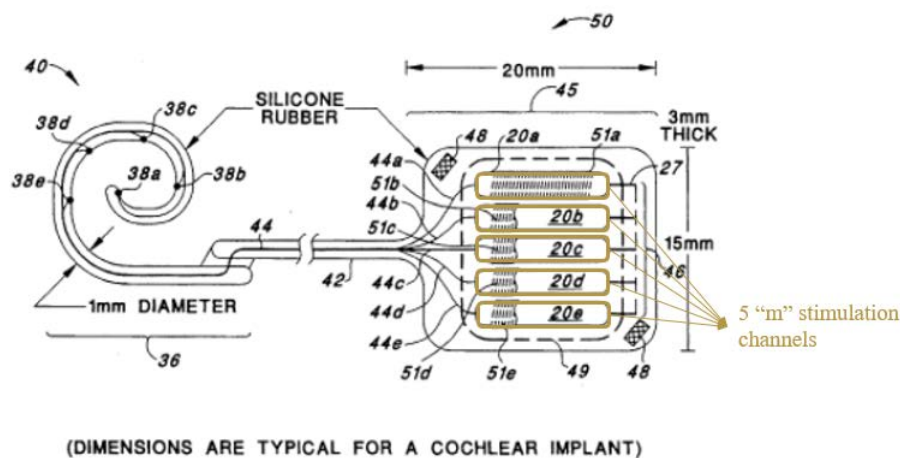 50
20mm
40
45
38c
SILICONE
RUBBER
3mm
THICK
38d
48
20a
51a
44a
27
51b
38e
38a
38b
44b
20b
44
51c
20c
15mm
46
44c
42
20d
1mm DIAMETER
44d
20e
5 “m” stimulation
channels
44e
36
51d
51e
49
48
(DIMENSIONS ARE TYPICAL FOR A COCHLEAR IMPLANT)